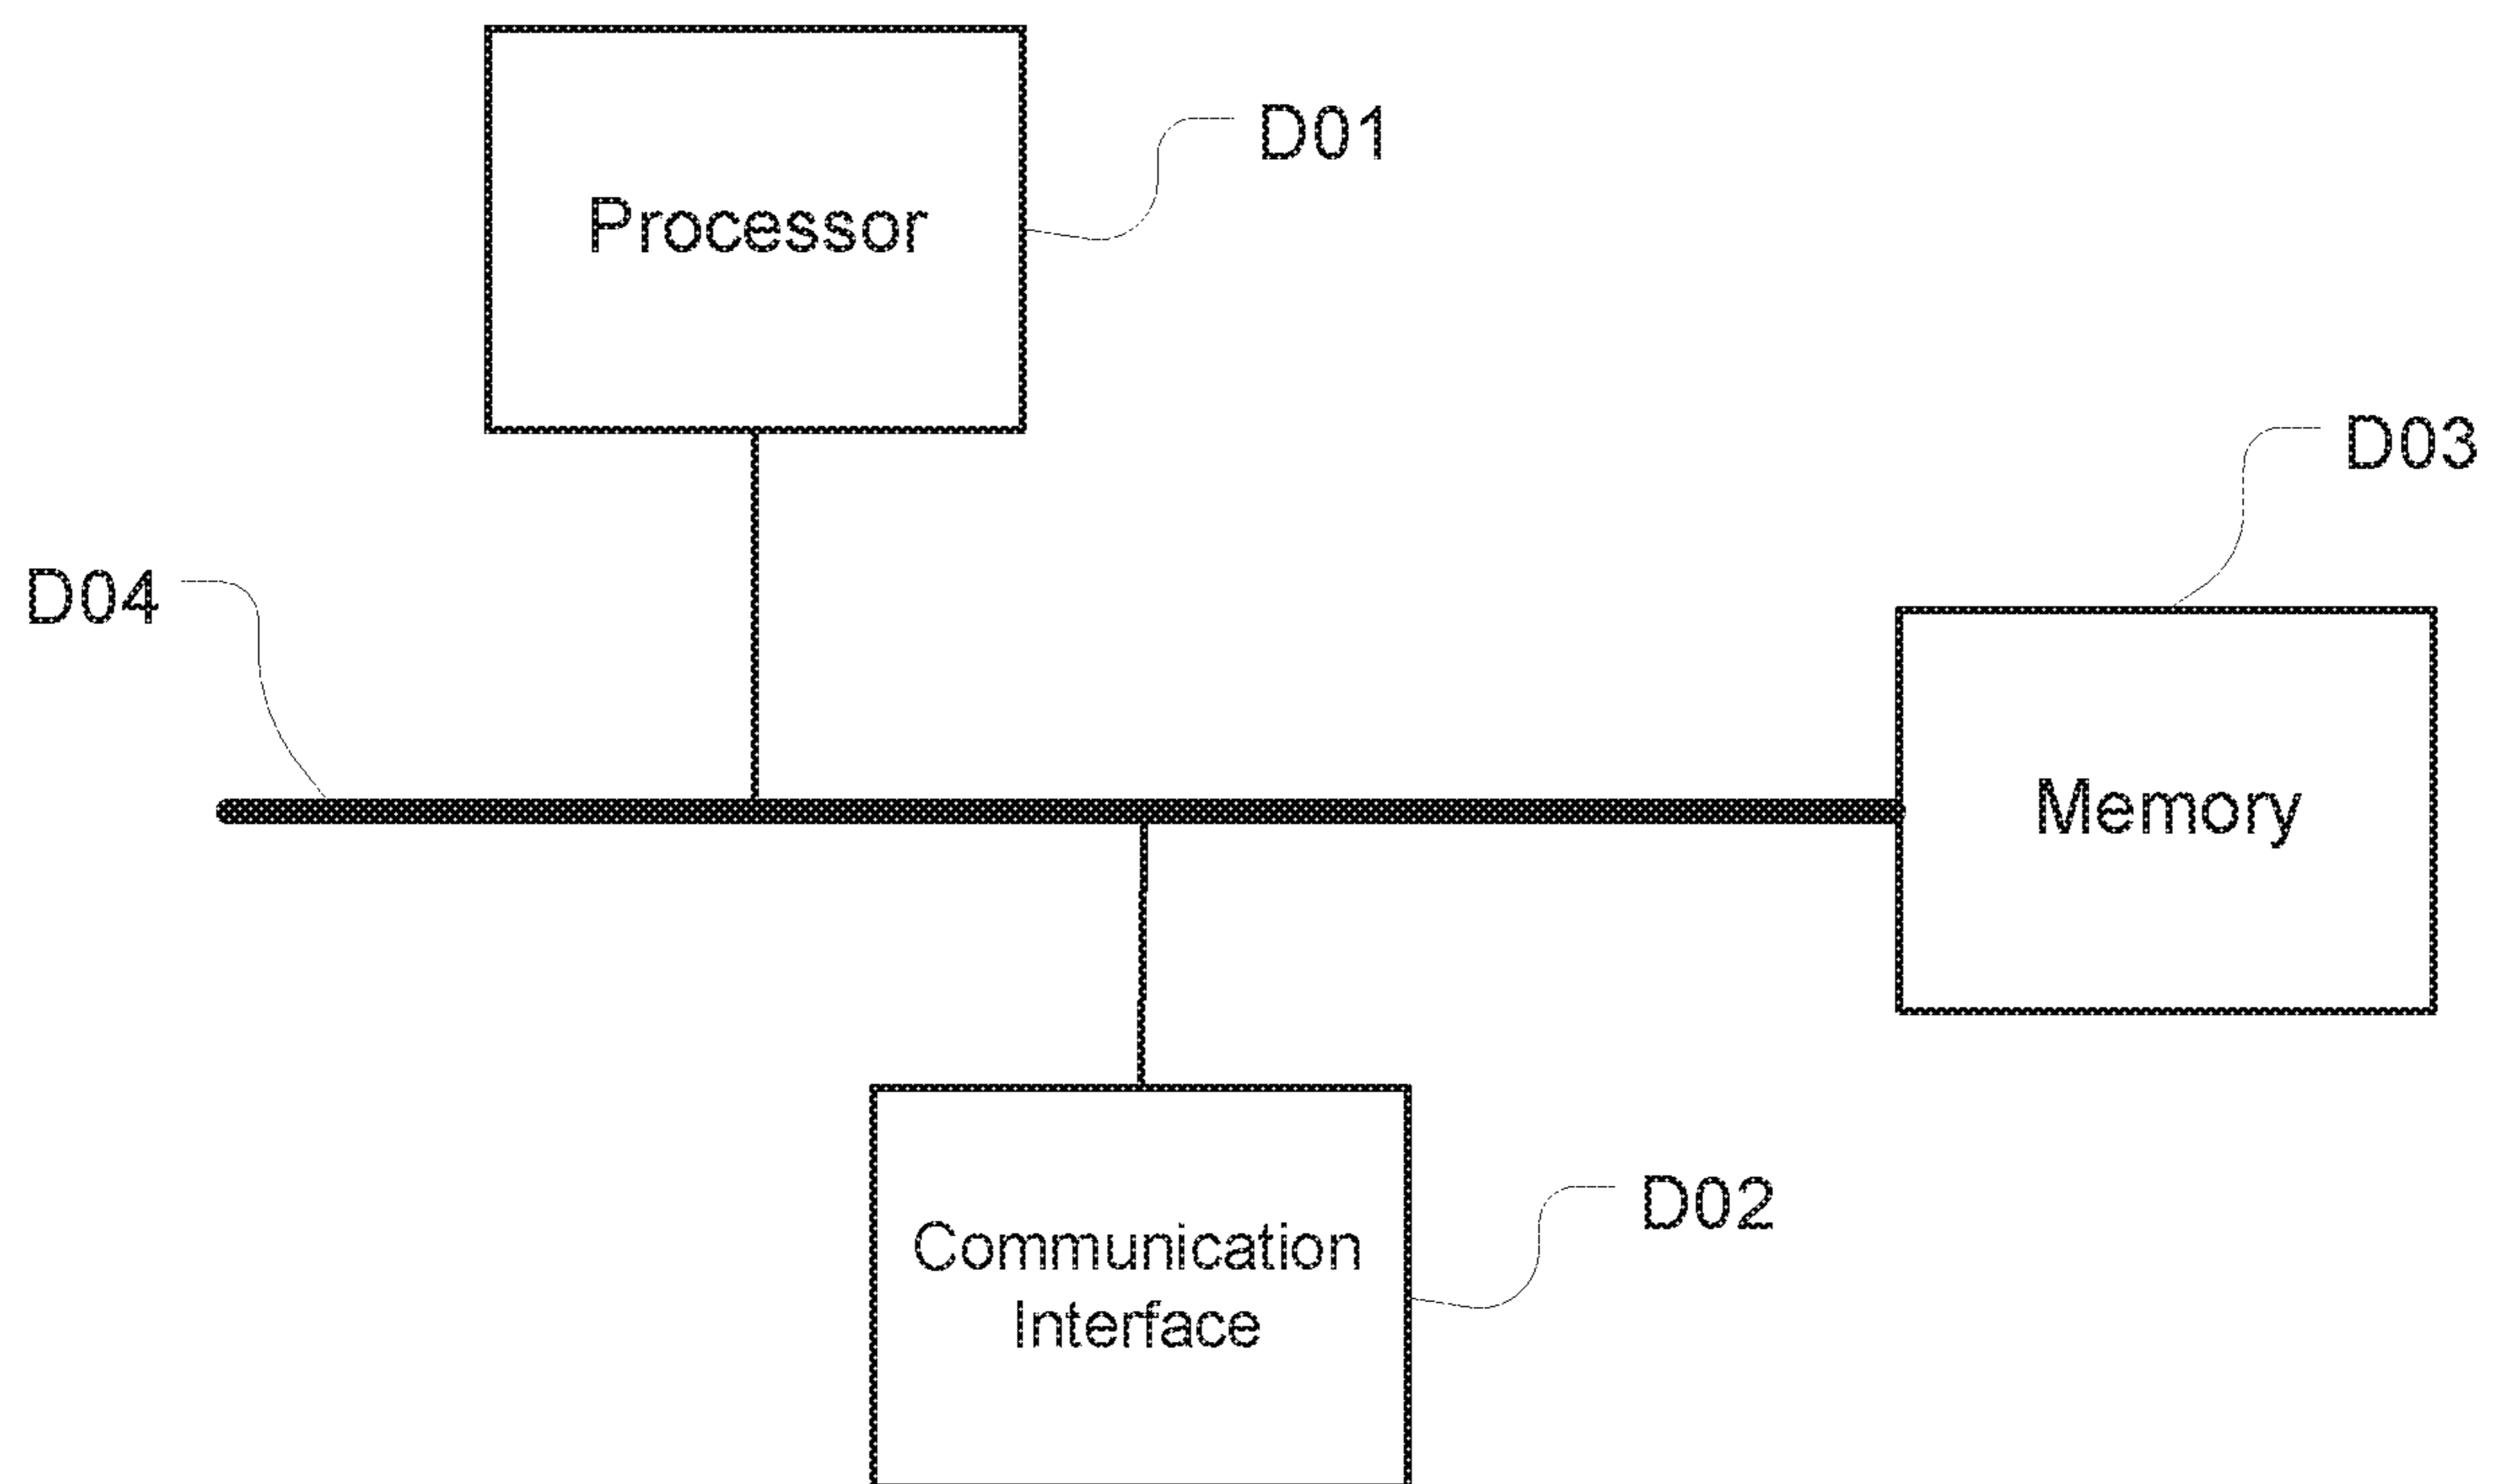 D01
Processor
D03
D04
Memory
D02
Communication
Interface